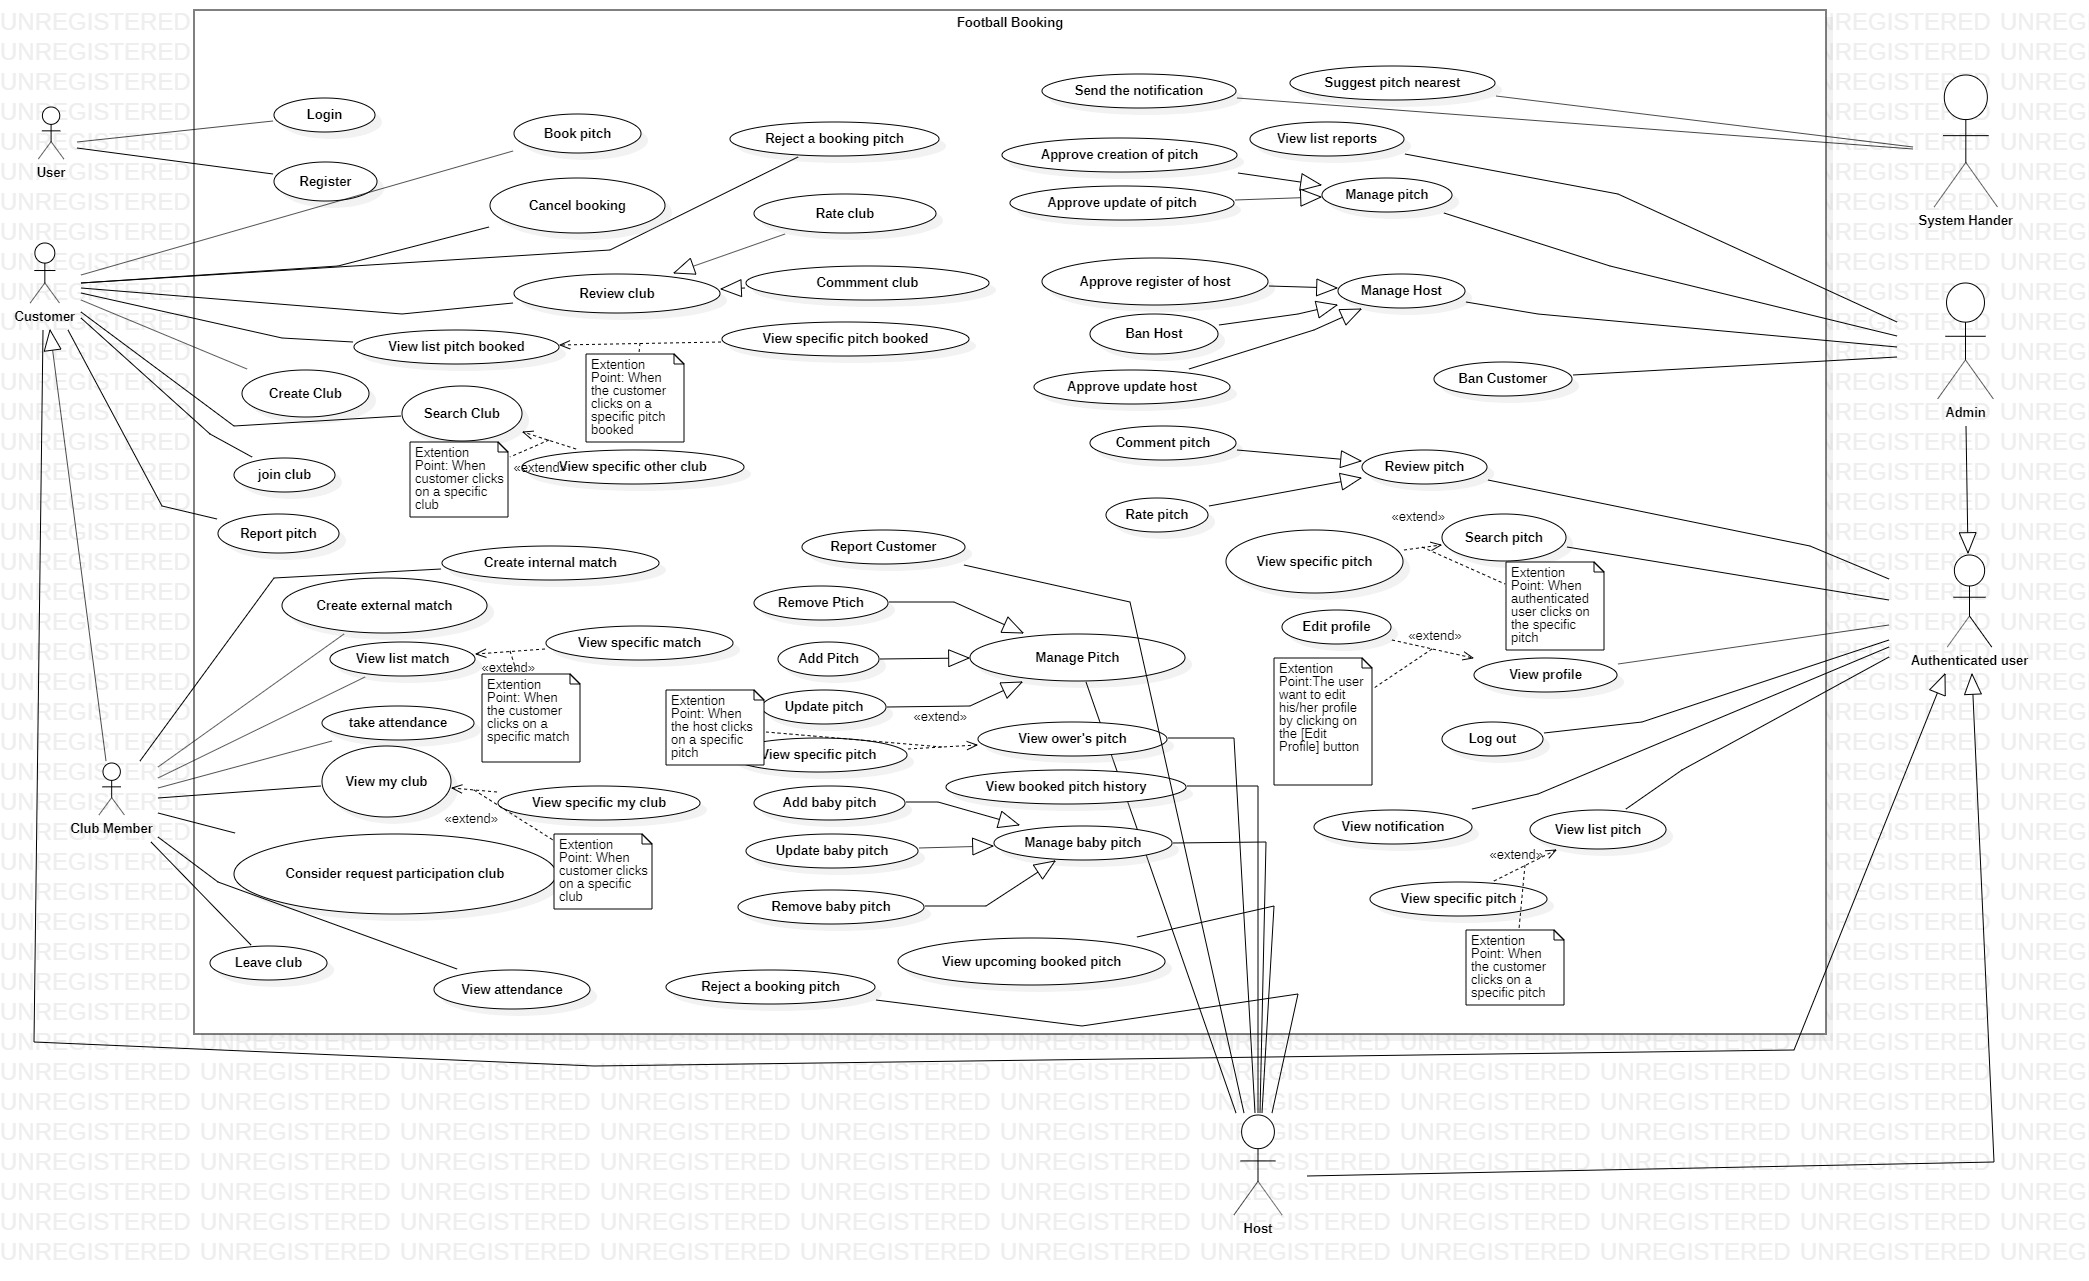 Football Booking
User
Login
Register
Customer
Book pitch
Cancel booking
Reject a booking pitch
Rate club
Review club
Commment club
View list pitch booked
View specific pitch booked
Extention
Point: When
the customer
clicks on a
specific pitch
booked
Create Club
Search Club
Extention
Point: When
customer clicks
on a specific
club
«extend»
View specific other club
join club
Report pitch
Send the notification
Suggest pitch nearest
Approve creation of pitch
View list reports
Approve update of pitch
Manage pitch
System Hander
Approve register of host
Manage Host
Ban Host
Approve update host
Ban Customer
Admin
Comment pitch
Review pitch
Rate pitch
«extend»
Search pitch
View specific pitch
Extention
Point: When
authenticated
user clicks on
the specific
pitch
Edit profile
«extend»
View profile
Extention
Point:The user
want to edit
his/her profile
by clicking on
the [Edit
Profile] button
Authenticated user
Log out
View notification
View list pitch
«extend»
View specific pitch
Extention
Point: When
the customer
clicks on a
specific pitch
Create internal match
Create external match
View list match
View specific match
«extend»
Extention
Point: When
the customer
clicks on a
specific match
take attendance
View my club
View specific my club
«extend»
Extention
Point: When
customer clicks
on a specific
club
Club Member
Consider request participation club
Leave club
View attendance
Report Customer
Remove Ptich
Add Pitch
Manage Pitch
Update pitch
«extend»
Extention
Point: When
the host clicks
on a specific
pitch
View ower's pitch
View specific pitch
View booked pitch history
Add baby pitch
Manage baby pitch
Update baby pitch
Remove baby pitch
View upcoming booked pitch
Reject a booking pitch
Host
UNREGISTERED UNREGISTERED UNREGISTERED UNREGISTERED UNREGISTERED UNREGISTERED UNREGISTERED UNREGISTERED UNREGISTERED UNREGISTERED UNREG